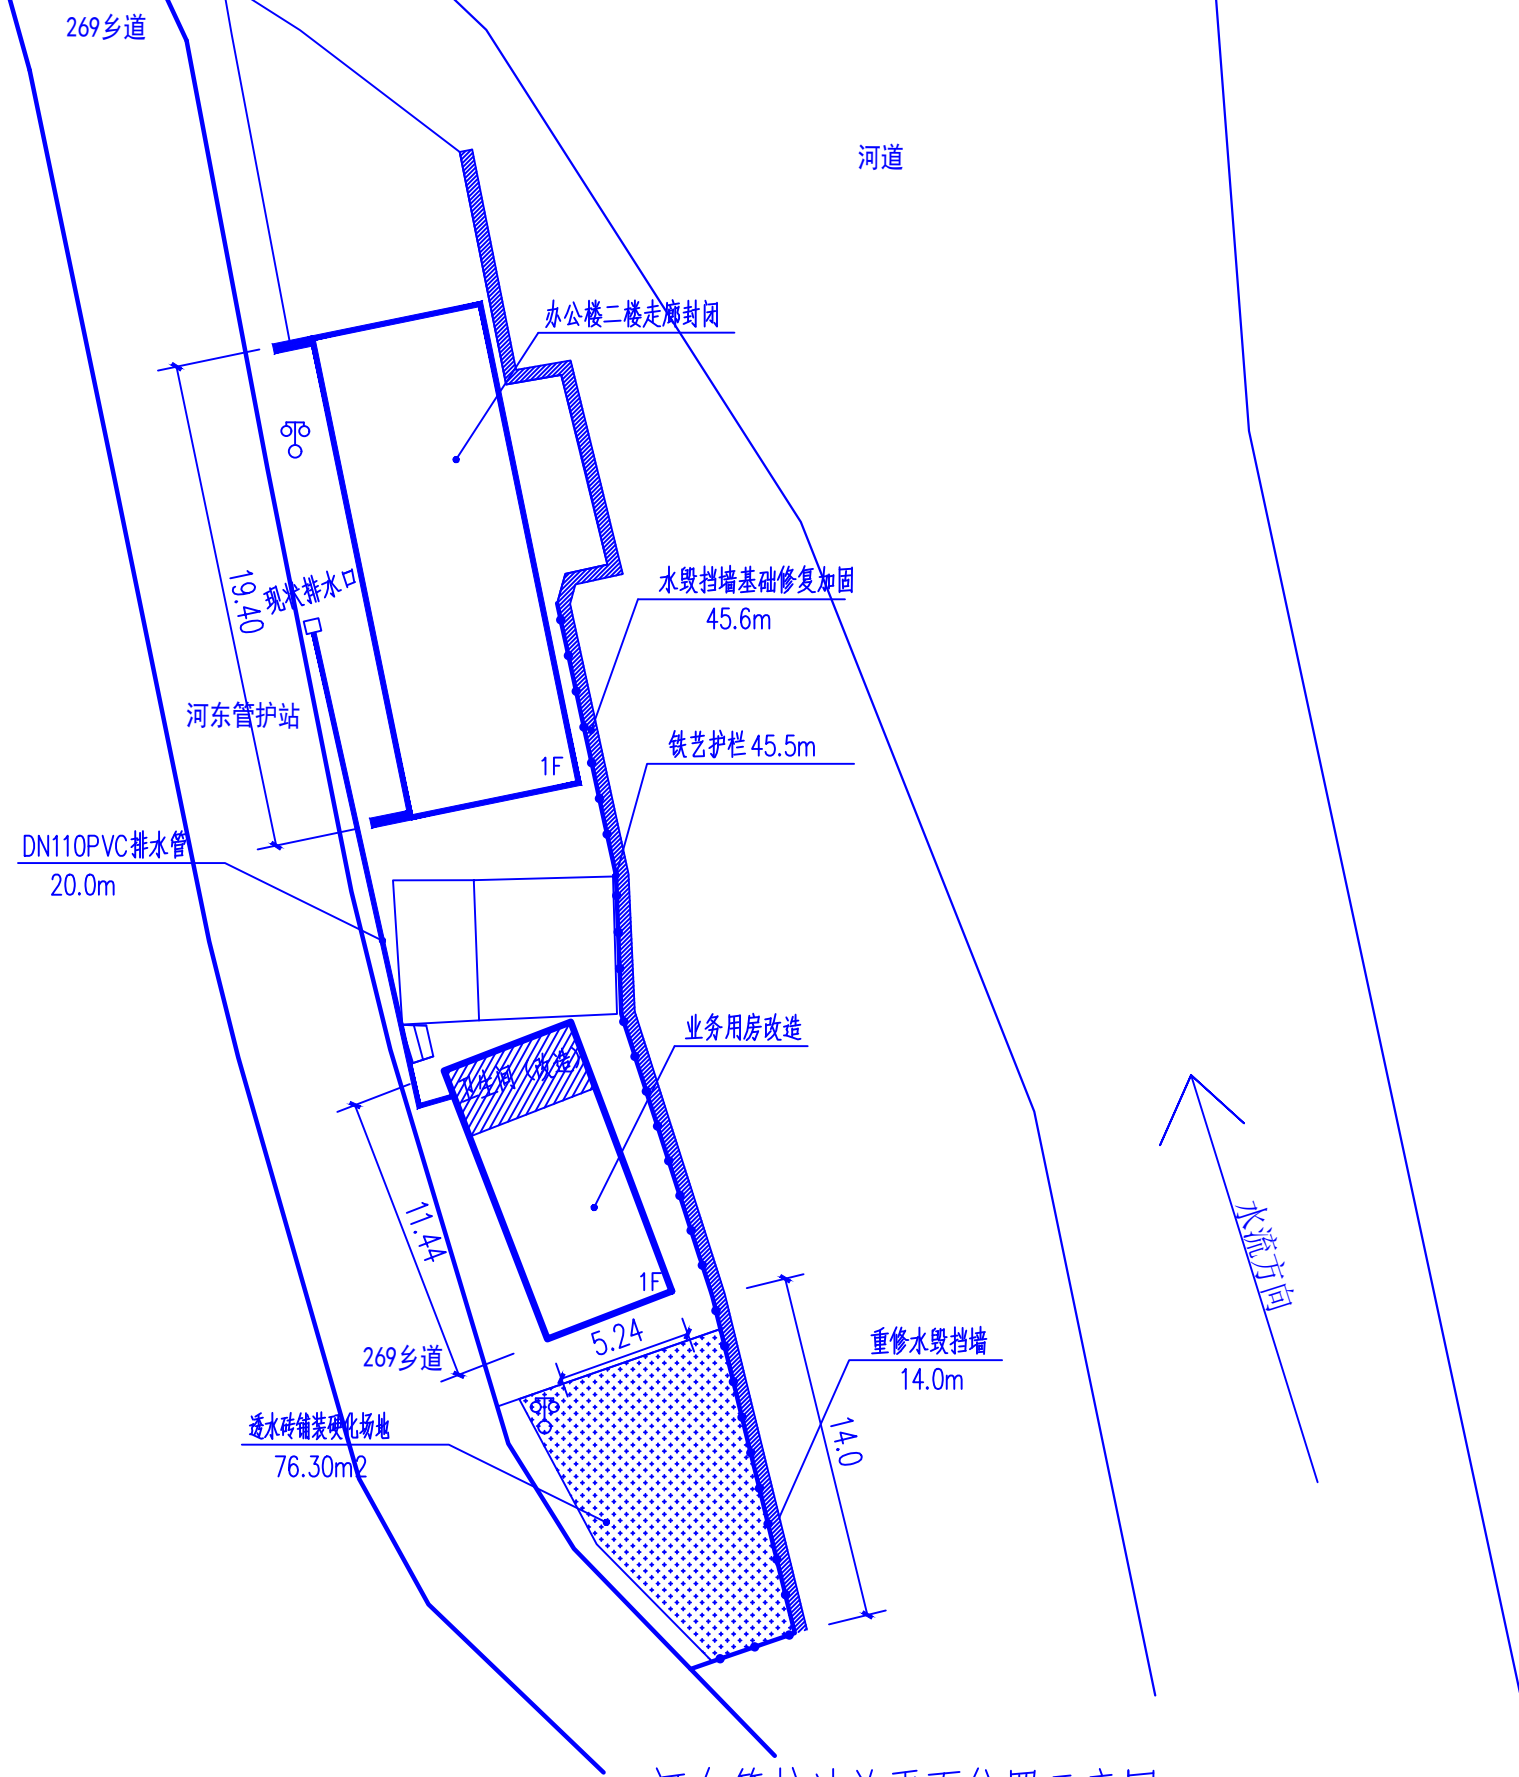 269乡道
河道
办公楼二楼走廊封闭
19.40
现状排水口
水毁挡墙基础修复加固
45.6m
河东管护站
铁艺护栏45.5m
1F
DN110PVC排水管
20.0m
业务用房改造
卫生间（改造）
11.44
水流方向
1F
5.24
重修水毁挡墙
14.0m
269乡道
透水砖铺装硬化场地
76.30m2
14.0